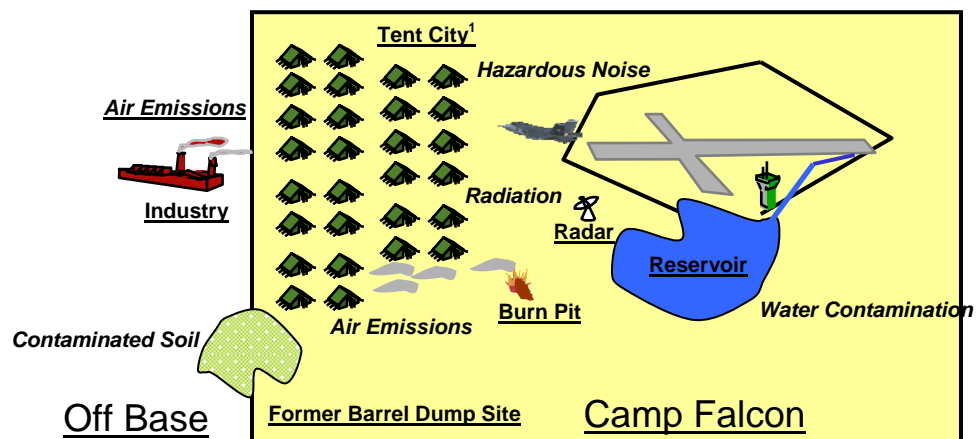 Tent City1
Hazardous Noise
Air Emissions
Industry
Radiation
Radar
Reservoir
Burn Pit
Water Contamination
Air Emissions
Contaminated Soil
Off Base
Former Barrel Dump Site
Camp Falcon